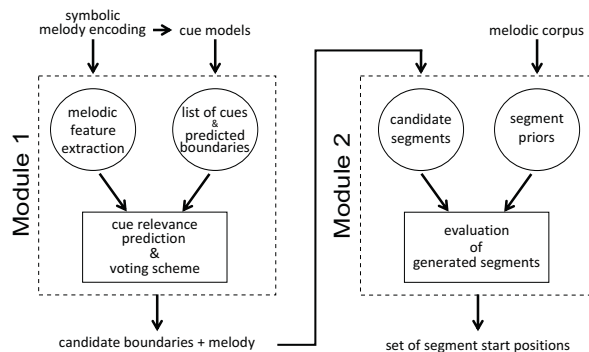 symbolic
melody encoding
cue models
melodic
feature
extraction
list of cues
&
predicted
boundaries
cue relevance
prediction
&
voting scheme
Module 1
candidate boundaries + melody
melodic corpus
candidate
segments
segment
priors
evaluation
of
generated segments
Module 2
set of segment start positions